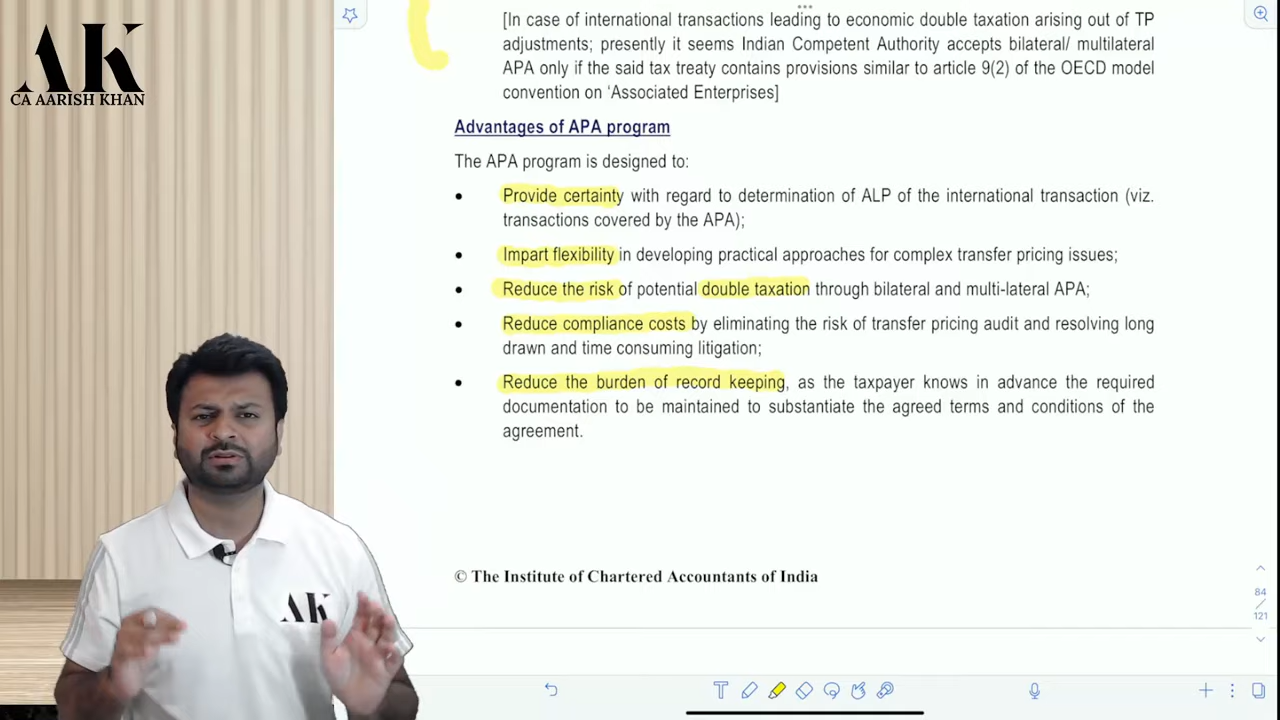 AK
CA AARISH KHAN
[In case of international transactions leading to economic double taxation arising out of TP
adjustments; presently it seems Indian Competent Authority accepts bilateral/ multilateral
APA only if the said tax treaty contains provisions similar to article 9(2) of the OECD model
convention on ‘Associated Enterprises]
Advantages of APA program
The APA program is designed to:
• Provide certainty with regard to determination of ALP of the international transaction (viz.
transactions covered by the APA);
• Impart flexibility in developing practical approaches for complex transfer pricing issues;
• Reduce the risk of potential double taxation through bilateral and multi-lateral APA;
• Reduce compliance costs by eliminating the risk of transfer pricing audit and resolving long
drawn and time consuming litigation;
• Reduce the burden of record keeping, as the taxpayer knows in advance the required
documentation to be maintained to substantiate the agreed terms and conditions of the
agreement.
© The Institute of Chartered Accountants of India
84
/
121
AK